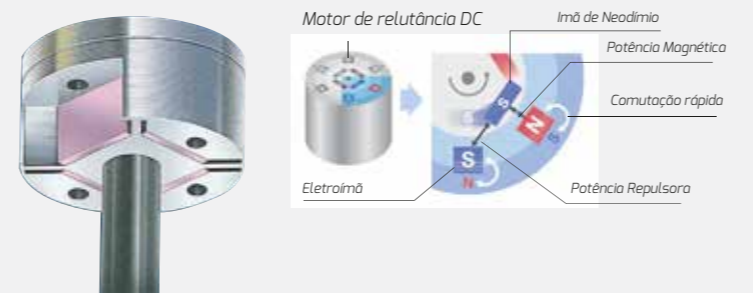 Motor de relutância DC
Imã de Neodímio
Potência Magnética
S
N
S
Comutação rápida
S
N
Eletroímã
Potência Repulsora